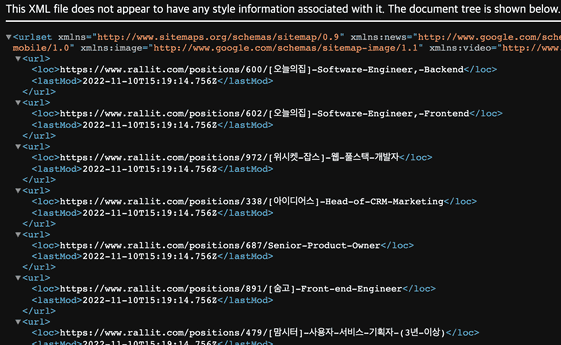 This XML file does not appear to have any style information associated with it. The document tree is shown below.
▼<urlset xmlns="http://www.sitemaps.org/schemas/sitemap/0.9" xmlns:news="http://www.google.com/sche
mobile/1.0" xmlns:image="http://www.google.com/schemas/sitemap-image/1.1" xmlns:video="http://www.
▼<url>
<loc>https://www.rallit.com/positions/600/[오늘의집]-Software-Engineer,-Backend</loc>
<lastMod>2022-11-10T15:19:14.756Z</lastMod>
</url>
▼<url>
<loc>https://www.rallit.com/positions/602/[오늘의집]-Software-Engineer,-Frontend</loc>
<lastMod>2022-11-10T15:19:14.756Z</lastMod>
</url>
▼<url>
<loc>https://www.rallit.com/positions/972/[위시켓-잡스]-웹-풀스택-개발자</loc>
<lastMod>2022-11-10T15:19:14.756Z</lastMod>
</url>
▼<url>
<loc>https://www.rallit.com/positions/338/[아이디어스]-Head-of-CRM-Marketing</loc>
<lastMod>2022-11-10T15:19:14.756Z</lastMod>
</url>
▼<url>
<loc>https://www.rallit.com/positions/687/Senior-Product-Owner</loc>
<lastMod>2022-11-10T15:19:14.756Z</lastMod>
</url>
▼<url>
<loc>https://www.rallit.com/positions/891/[숨고]-Front-end-Engineer</loc>
<lastMod>2022-11-10T15:19:14.756Z</lastMod>
</url>
▼<url>
<loc>https://www.rallit.com/positions/479/[맘시터]-사용자-서비스-기획자-(3년-이상)</loc>
<lastMod>2022-11-10T15:19:14.756Z</lastMod>